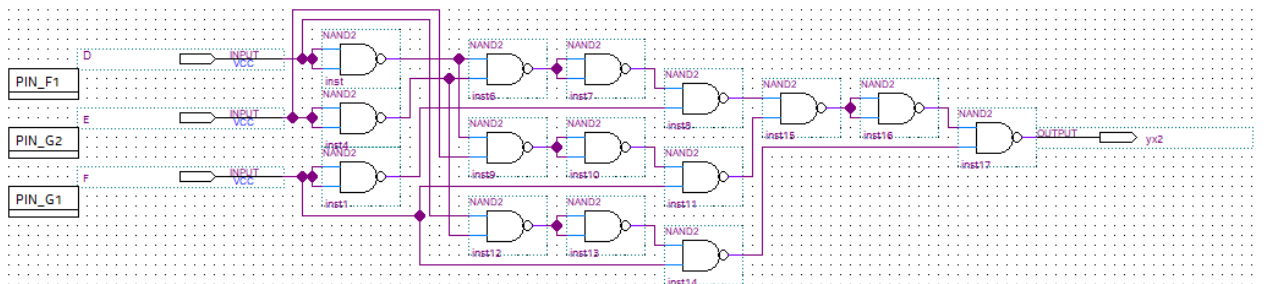 NAND2
D
INPUT
VCC
PIN_F1
inst
NAND2
NAND2
inst6
inst7
NAND2
NAND2
NAND2
E
INPUT
VCC
inst4
inst8
inst15
inst16
NAND2
PIN_G2
NAND2
NAND2
NAND2
NAND2
OUTPUT
yx2
F
INPUT
VCC
inst9
inst10
inst17
PIN_G1
inst1
inst11
NAND2
NAND2
NAND2
inst12
inst13
inst14